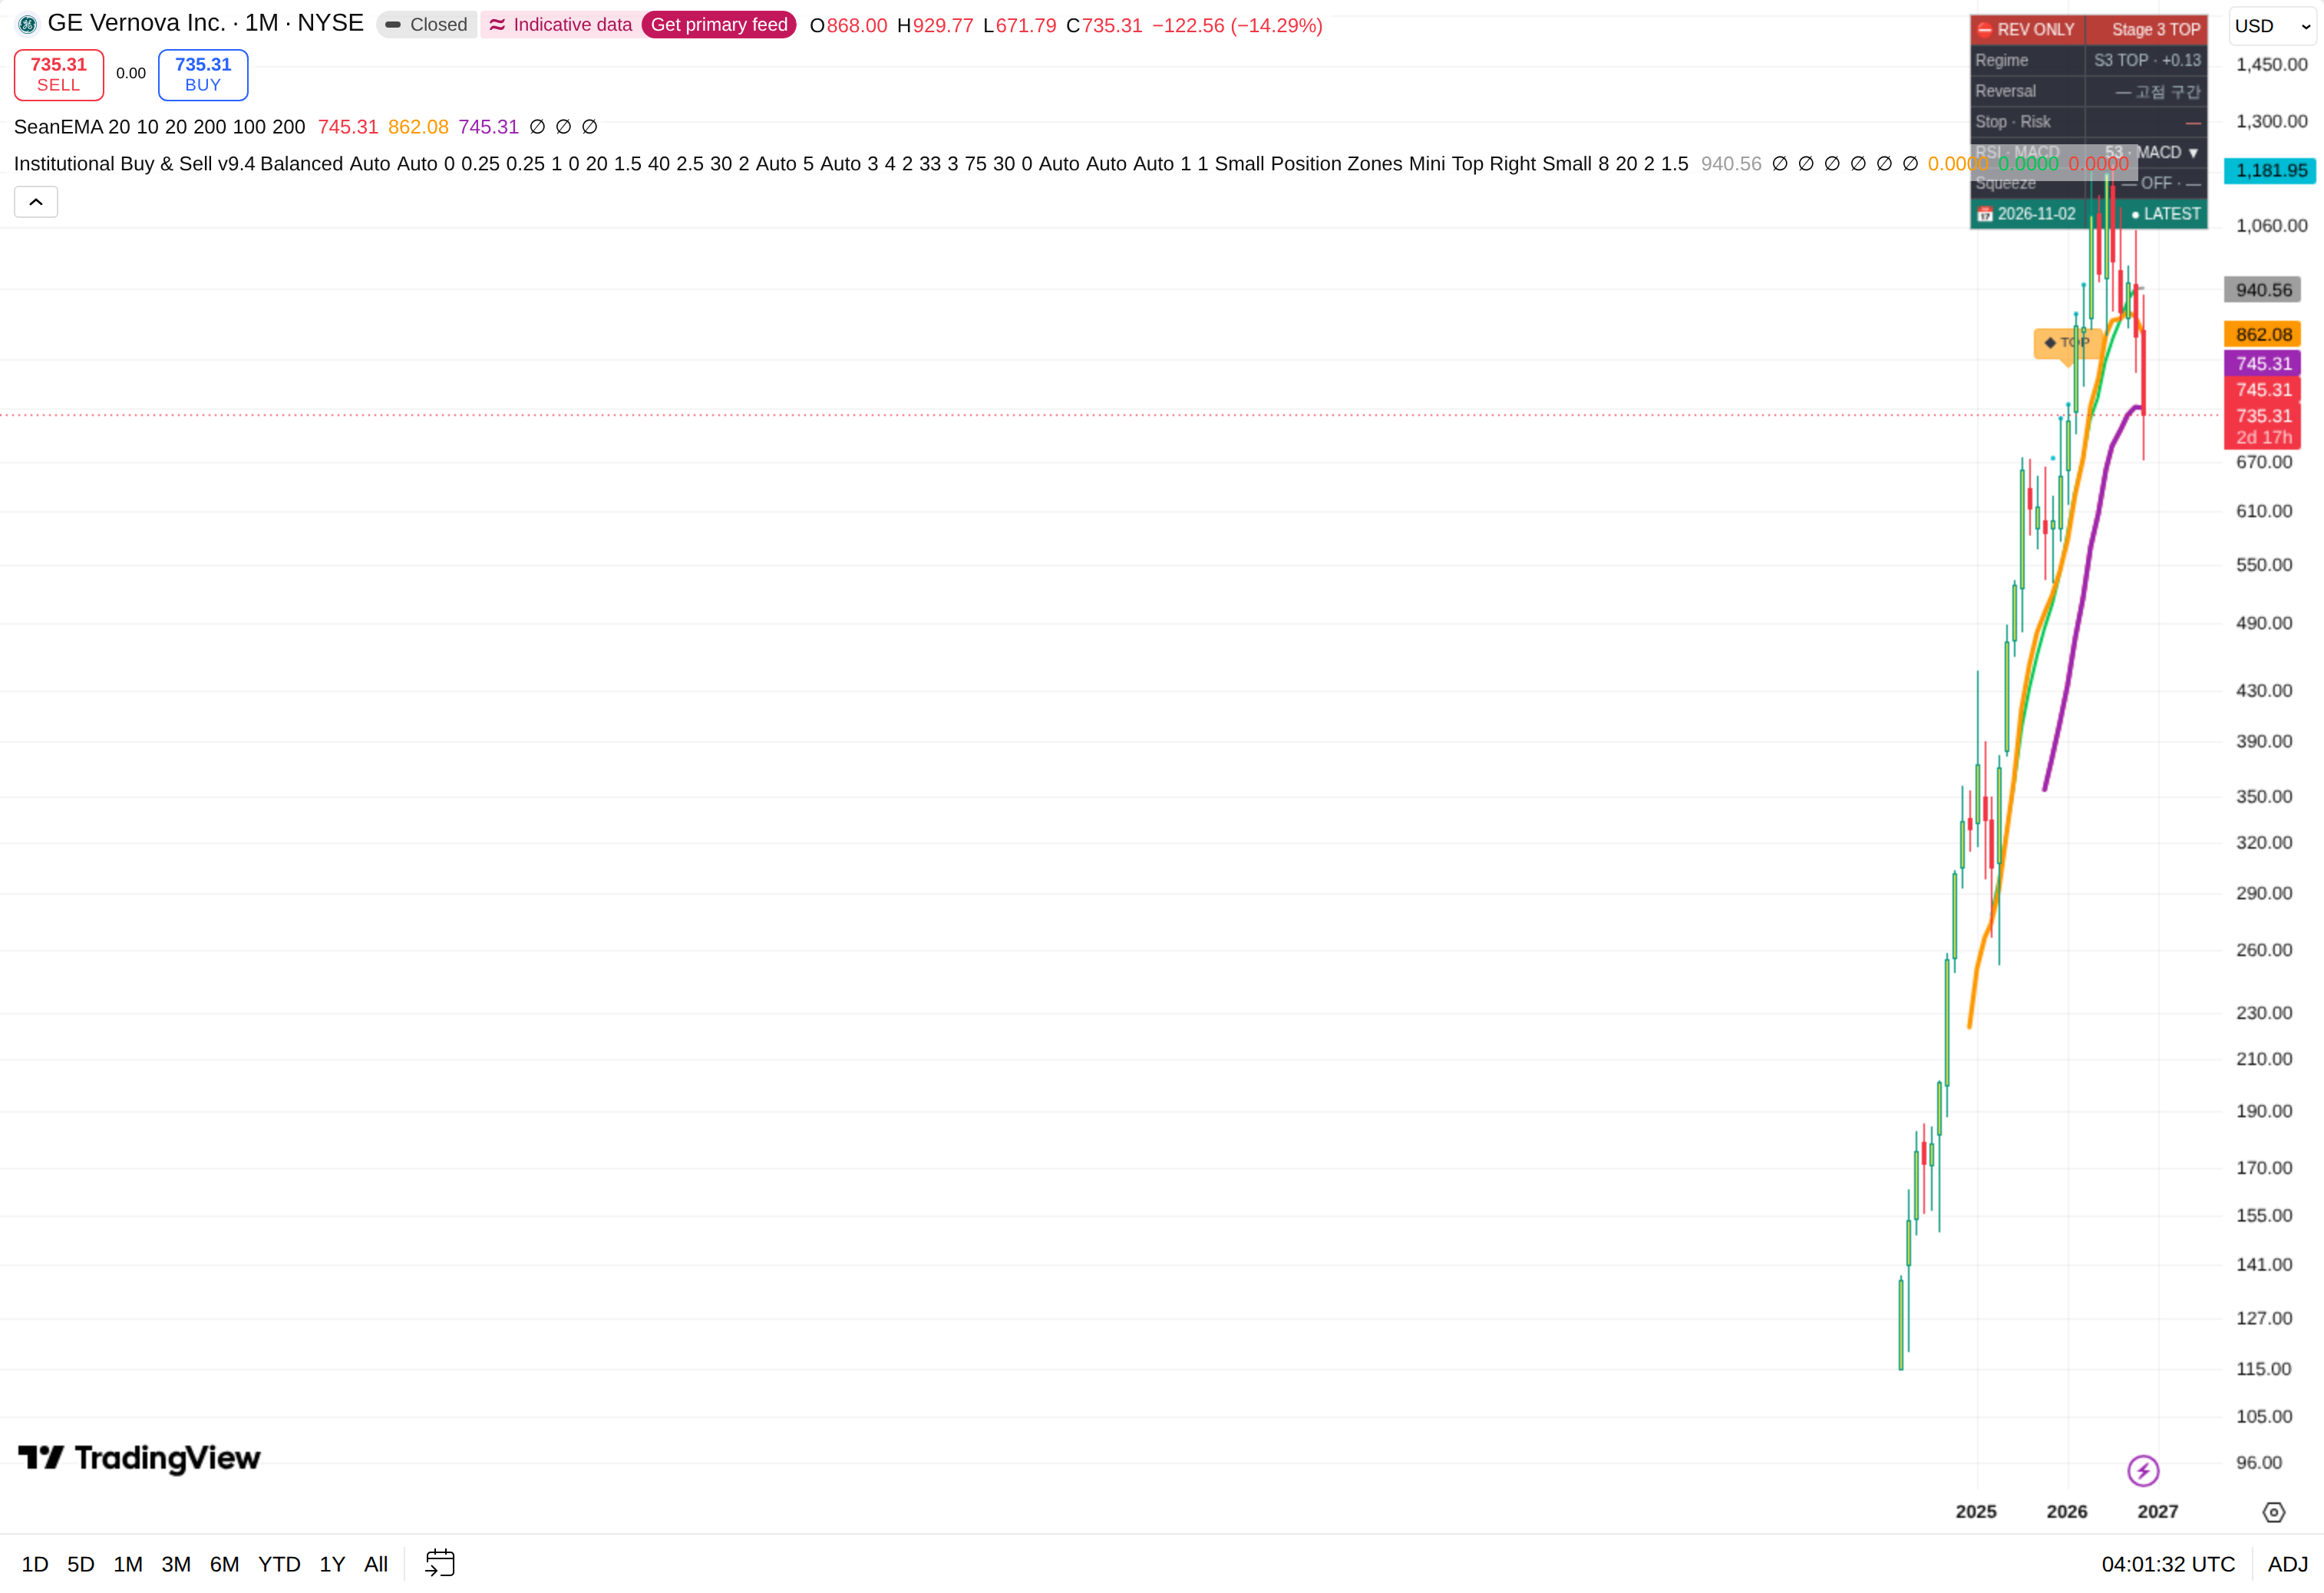 GE Vernova Inc. · 1M · NYSE Closed Indicative data Get primary feed O868.00 H929.77 L671.79 C735.31 −122.56 (−14.29%)
735.31 SELL 0.00 735.31 BUY
SeanEMA 20 10 20 200 100 200 745.31 862.08 745.31 ∅ ∅ ∅
Institutional Buy & Sell v9.4 Balanced Auto Auto 0 0.25 0.25 1 0 20 1.5 40 2.5 30 2 Auto 5 Auto 3 4 2 33 3 75 30 0 Auto Auto Auto 1 1 Small Position Zones Mini Top Right Small 8 20 2 1.5 940.56 ∅ ∅ ∅ ∅ ∅ ∅ 0.0000 0.0000 0.0000
REV ONLY Stage 3 TOP
Regime S3 TOP · +0.13
Reversal — 고점 구간
Stop · Risk —
RSI · MACD 53 · MACD ▼
Squeeze — OFF · —
2026-11-02 ● LATEST
◆ TOP
USD
1,450.00
1,300.00
1,181.95
1,060.00
940.56
862.08
745.31
745.31
735.31
2d 17h
670.00
610.00
550.00
490.00
430.00
390.00
350.00
320.00
290.00
260.00
230.00
210.00
190.00
170.00
155.00
141.00
127.00
115.00
105.00
96.00
TradingView
2025 2026 2027
1D 5D 1M 3M 6M YTD 1Y All 04:01:32 UTC ADJ